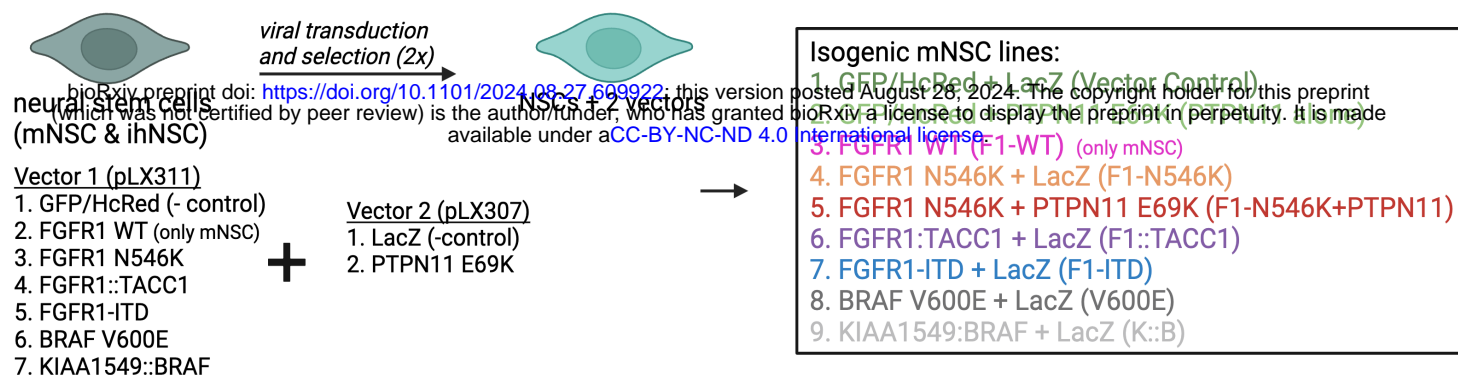 viral transduction
and selection (2x)
neural stem cells
(mNSC & ihNSC)
NSCs + 2 vectors
bioRxiv preprint doi: https://doi.org/10.1101/2024.08.27.609922; this version posted August 28, 2024. The copyright holder for this preprint
(which was not certified by peer review) is the author/funder, who has granted bioRxiv a license to display the preprint in perpetuity. It is made
available under aCC-BY-NC-ND 4.0 International license.
Vector 1 (pLX311)
1. GFP/HcRed (- control)
2. FGFR1 WT (only mNSC)
3. FGFR1 N546K
4. FGFR1::TACC1
5. FGFR1-ITD
6. BRAF V600E
7. KIAA1549::BRAF
+
Vector 2 (pLX307)
1. LacZ (-control)
2. PTPN11 E69K
Isogenic mNSC lines:
1. GFP/HcRed + LacZ (Vector Control)
2. GFP/HcRed + PTPN11 E69K (PTPN11 alone)
3. FGFR1 WT (F1-WT) (only mNSC)
4. FGFR1 N546K + LacZ (F1-N546K)
5. FGFR1 N546K + PTPN11 E69K (F1-N546K+PTPN11)
6. FGFR1:TACC1 + LacZ (F1::TACC1)
7. FGFR1-ITD + LacZ (F1-ITD)
8. BRAF V600E + LacZ (V600E)
9. KIAA1549:BRAF + LacZ (K::B)